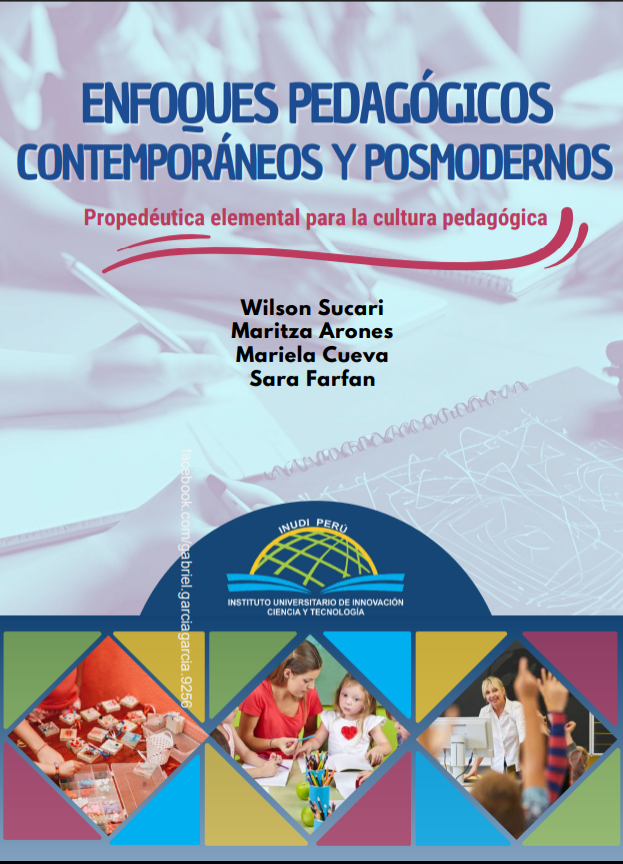 ENFOQUES PEDAGÓGICOS
CONTEMPORÁNEOS Y POSMODERNOS
Propedéutica elemental para la cultura pedagógica
Wilson Sucari
Maritza Arones
Mariela Cueva
Sara Farfan
facebook.com/gabriel.garciagarcia.9256
INUDI PERÚ
INSTITUTO UNIVERSITARIO DE INNOVACIÓN
CIENCIA Y TECNOLOGÍA